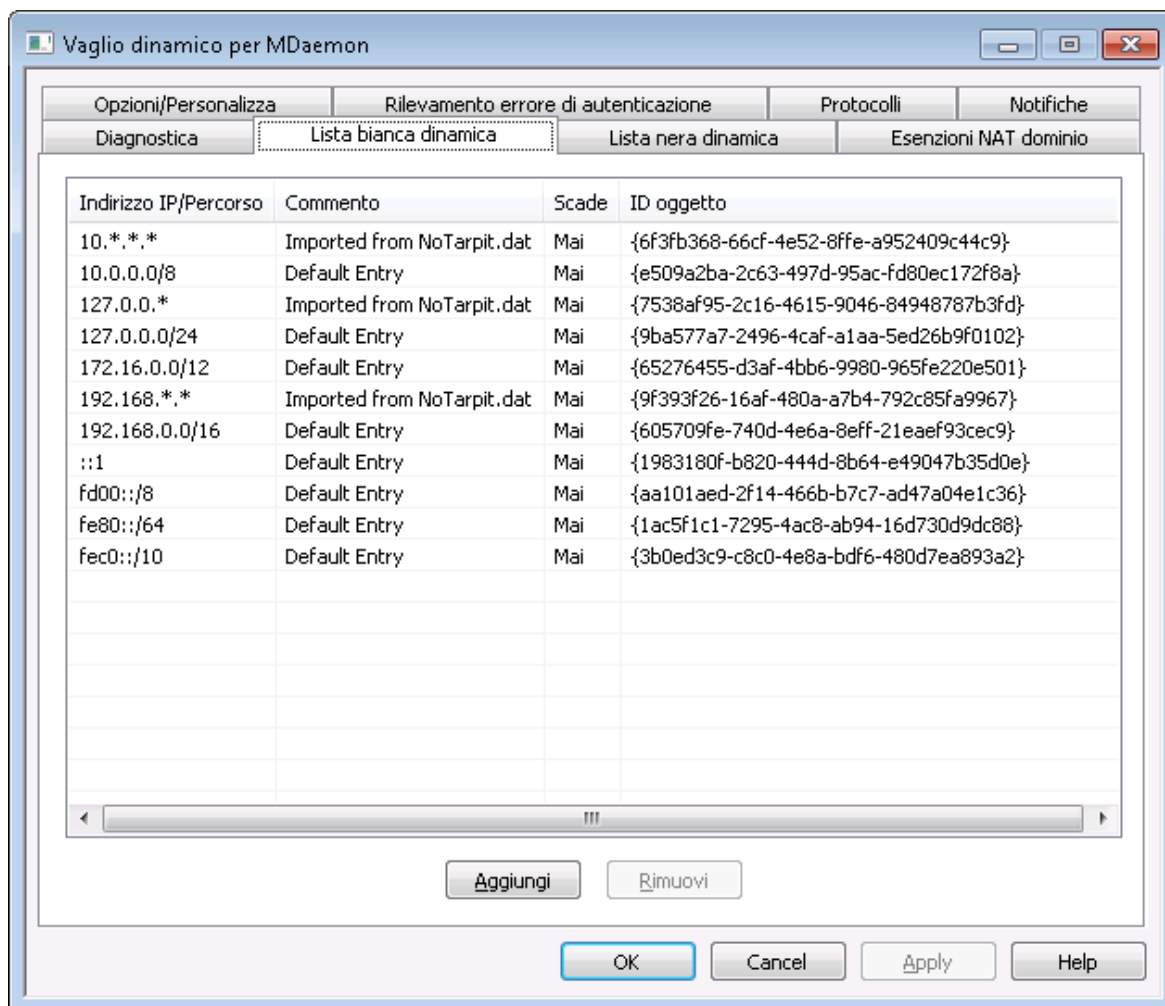 Vaglio dinamico per MDaemon
Opzioni/Personalizza Rilevamento errore di autenticazione Protocolli Notifiche
Diagnostica Lista bianca dinamica Lista nera dinamica Esenzioni NAT dominio
Indirizzo IP/Percorso Commento Scade ID oggetto
10.*.*.* Imported from NoTarpit.dat Mai {6f3fb368-66cf-4e52-8ffe-a952409c44c9}
10.0.0.0/8 Default Entry Mai {e509a2ba-2c63-497d-95ac-fd80ec172f8a}
127.0.0.* Imported from NoTarpit.dat Mai {7538af95-2c16-4615-9046-84948787b3fd}
127.0.0.0/24 Default Entry Mai {9ba577a7-2496-4caf-a1aa-5ed26b9f0102}
172.16.0.0/12 Default Entry Mai {65276455-d3af-4bb6-9980-965fe220e501}
192.168.*.* Imported from NoTarpit.dat Mai {9f393f26-16af-480a-a7b4-792c85fa9967}
192.168.0.0/16 Default Entry Mai {605709fe-740d-4e6a-8eff-21eaef93cec9}
::1 Default Entry Mai {1983180f-b820-444d-8b64-e49047b35d0e}
fd00::/8 Default Entry Mai {aa101aed-2f14-466b-b7c7-ad47a04e1c36}
fe80::/64 Default Entry Mai {1ac5f1c1-7295-4ac8-ab94-16d730d9dc88}
fec0::/10 Default Entry Mai {3b0ed3c9-c8c0-4e8a-bdf6-480d7ea893a2}
Aggiungi Rimuovi
OK Cancel Apply Help